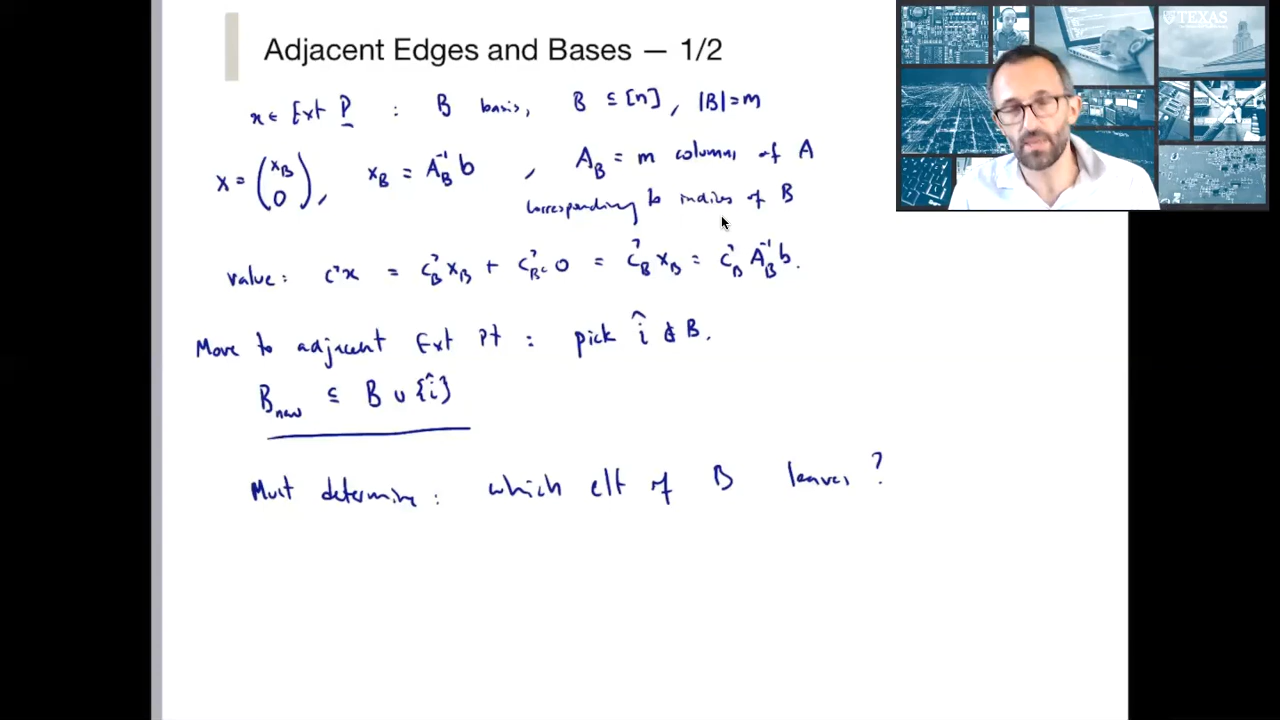 Adjacent Edges and Bases — 1/2
TEXAS
x ∈ Ext P : B basis, B ⊆ [n], |B|=m
x = (x_B 0), x_B = A_B^{-1} b, A_B = m columns of A
corresponding to indices of B
value: c^T x = c_B^T x_B + c_{B^c}^T 0 = c_B^T x_B = c_B^T A_B^{-1} b.
Move to adjacent Ext Pt : pick î ∉ B.
B_new ⊆ B ∪ {î}
Must determine: which elt of B leaves?